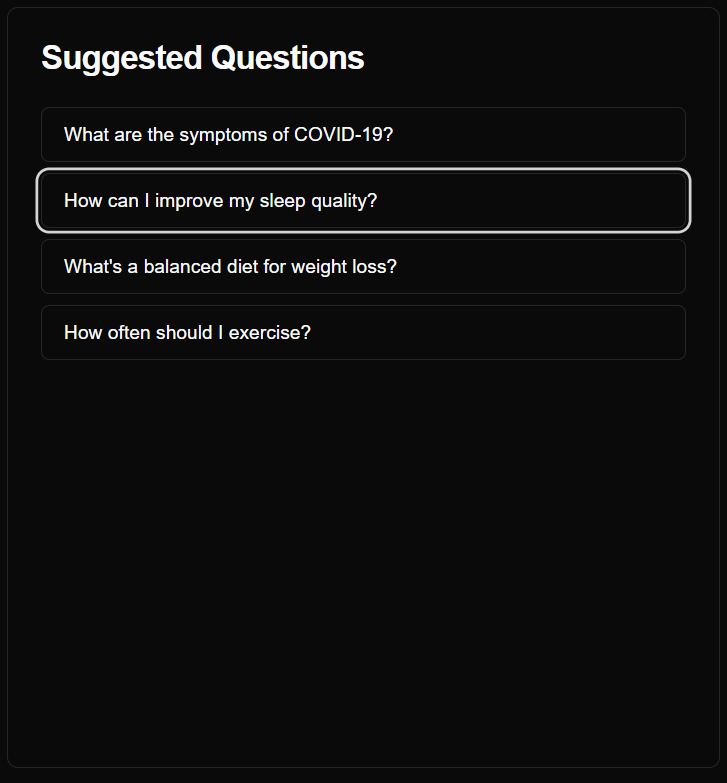 Suggested Questions
What are the symptoms of COVID-19?
How can I improve my sleep quality?
What's a balanced diet for weight loss?
How often should I exercise?